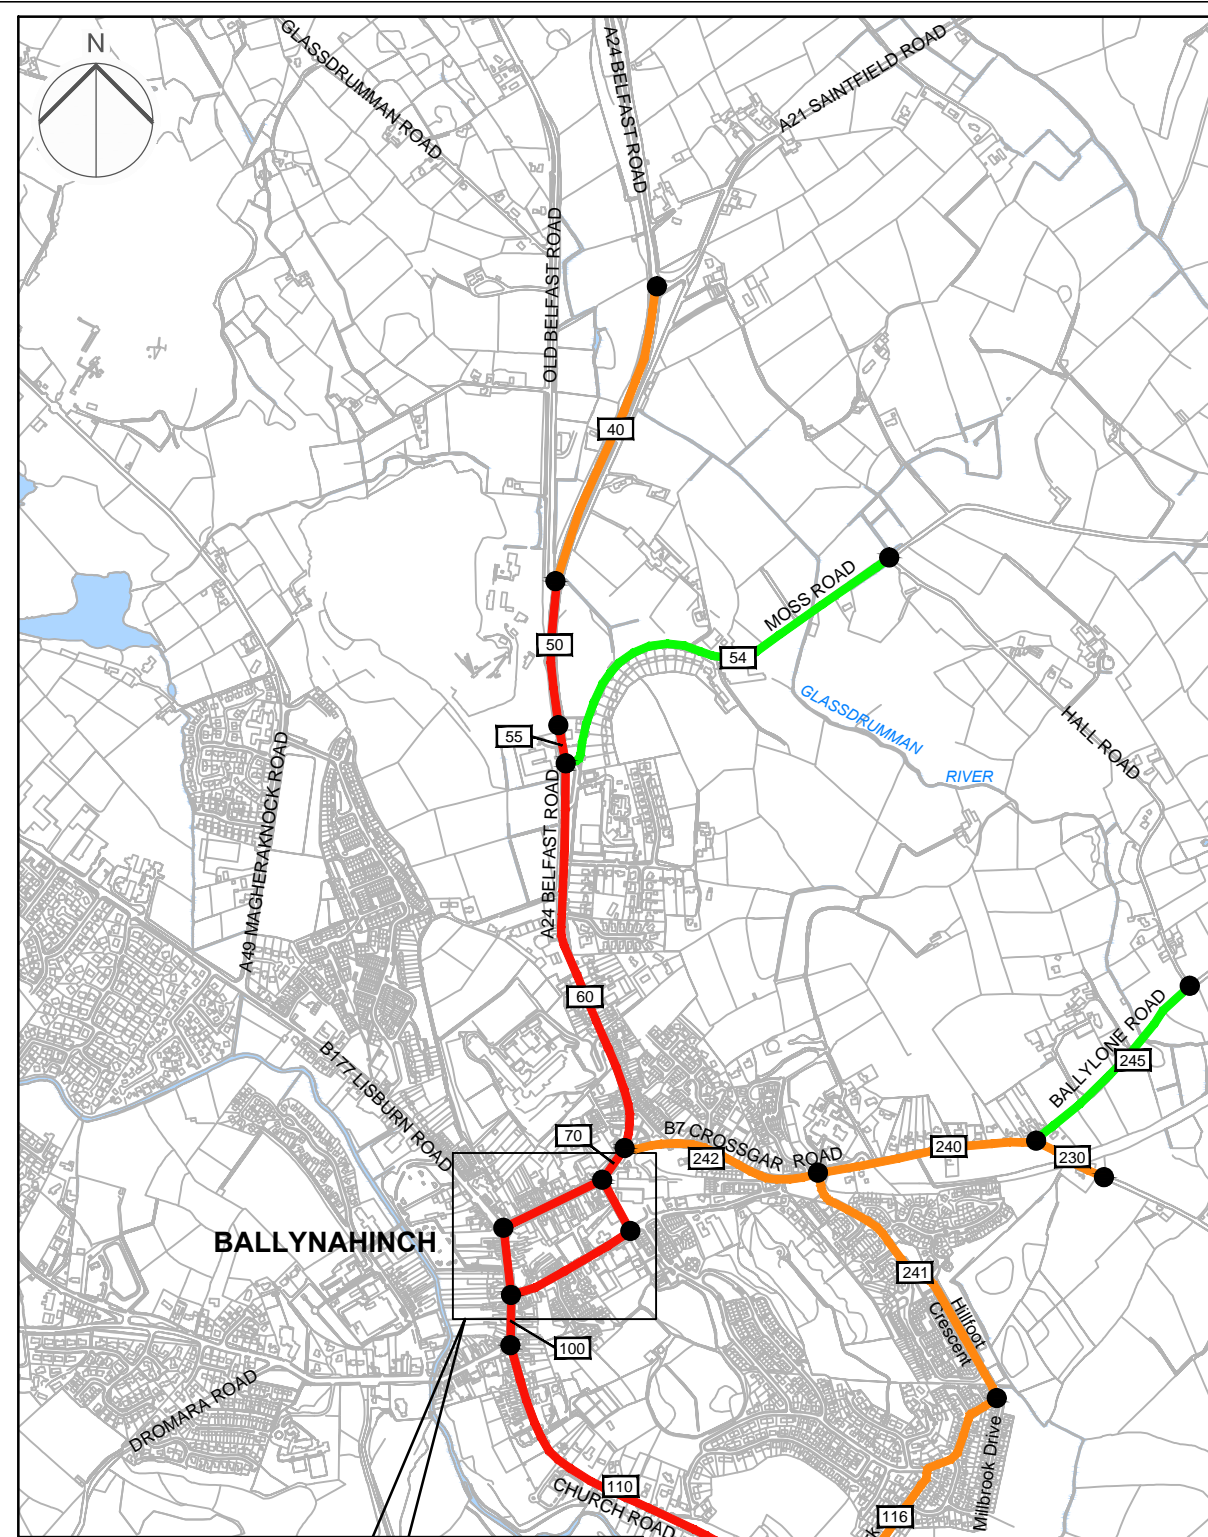 N
GLASSDRUMMAN ROAD
A24 BELFAST ROAD
A21 SAINTFIELD ROAD
OLD BELFAST ROAD
40
MOSS ROAD
50
54
GLASSDRUMMAN
RIVER
55
HALL ROAD
A49 MAGHERAKNOCK ROAD
A24 BELFAST ROAD
60
BALLYLONE ROAD
245
B177 LISBURN ROAD
70
B7 CROSSGAR ROAD
242
240
230
BALLYNAHINCH
241
Hillfoot
Crescent
100
DROMARA ROAD
Millbrook Drive
110
CHURCH ROAD
116